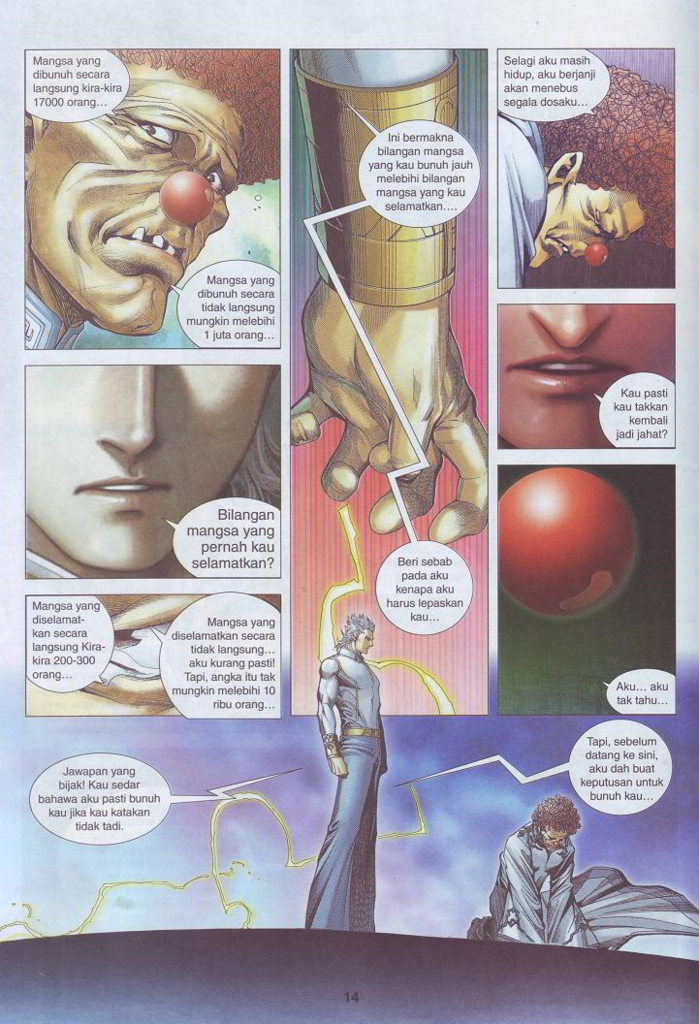 Mangsa yang
dibunuh secara
langsung kira-kira
17000 orang...
Mangsa yang
dibunuh secara
tidak langsung
mungkin melebihi
1 juta orang...
Bilangan
mangsa yang
pernah kau
selamatkan?
Mangsa yang
diselamat-
kan secara
langsung Kira-
kira 200-300
orang...
Mangsa yang
diselamatkan secara
tidak langsung...
aku kurang pasti!
Tapi, angka itu tak
mungkin melebihi 10
ribu orang...
Ini bermakna
bilangan mangsa
yang kau bunuh jauh
melebihi bilangan
mangsa yang kau
selamatkan....
Beri sebab
pada aku
kenapa aku
harus lepaskan
kau...
Selagi aku masih
hidup, aku berjanji
akan menebus
segala dosaku...
Kau pasti
kau takkan
kembali
jadi jahat?
Aku... aku
tak tahu...
Tapi, sebelum
datang ke sini,
aku dah buat
keputusan untuk
bunuh kau...
Jawapan yang
bijak! Kau sedar
bahawa aku pasti bunuh
kau jika kau katakan
tidak tadi.
14